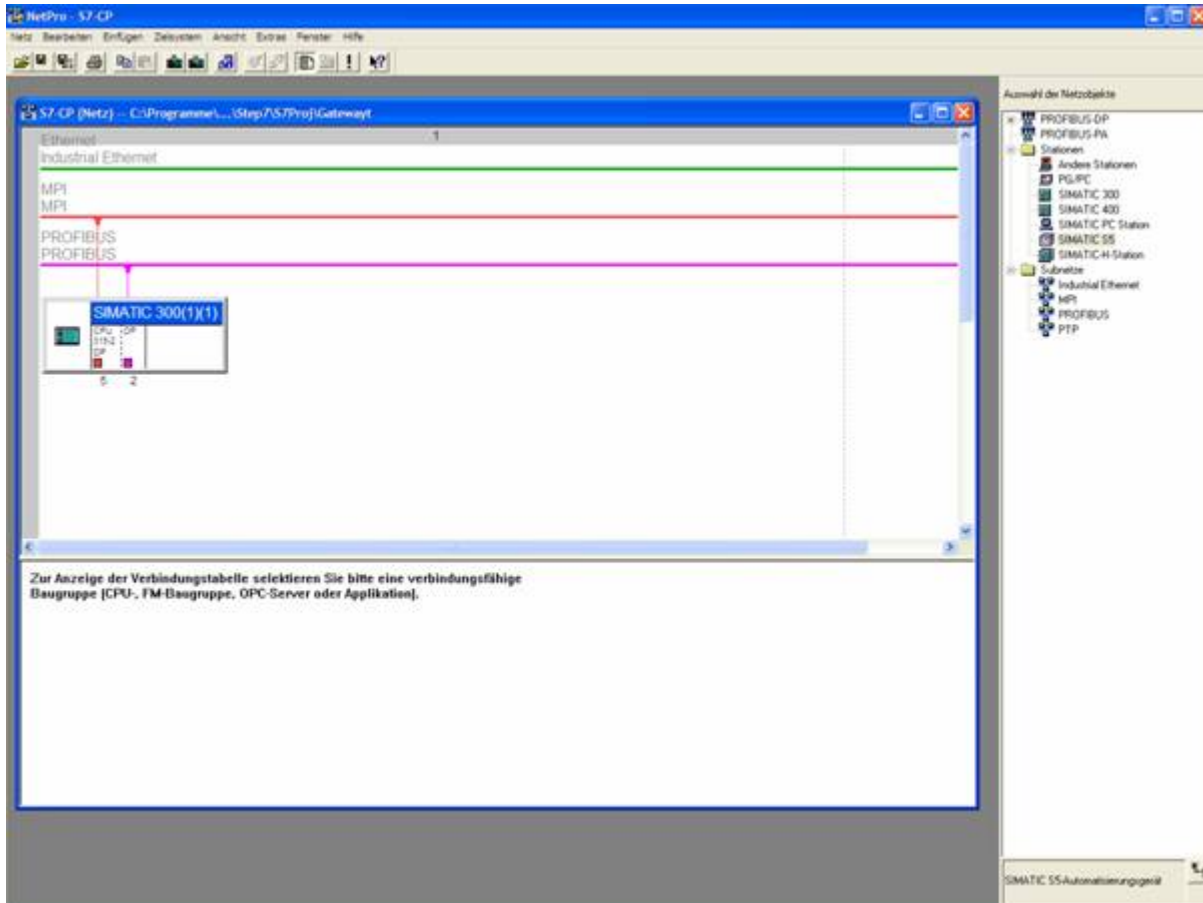 NetPro - S7-CP
Netz Bearbeiten Einfügen Zielsystem Ansicht Extras Fenster Hilfe
S7-CP (Netz) -- C:\Programme\...\Step7\S7Proj\Gatewayt
Ethernet
1
Industrial Ethernet
MPI
MPI
PROFIBUS
PROFIBUS
SIMATIC 300(1)(1)
CPU DP
DP
5 2
Zur Anzeige der Verbindungstabelle selektieren Sie bitte eine verbindungsfähige
Baugruppe (CPU-, FM-Baugruppe, OPC-Server oder Applikation).
Auswahl der Netzobjekte
PROFIBUS-DP
PROFIBUS-PA
Stationen
Andere Stationen
PG/PC
SIMATIC 300
SIMATIC 400
SIMATIC PC Station
SIMATIC S5
SIMATIC-H-Station
Subnetze
Industrial Ethernet
MPI
PROFIBUS
PTP
SIMATIC S5-Automatisierungsgerät